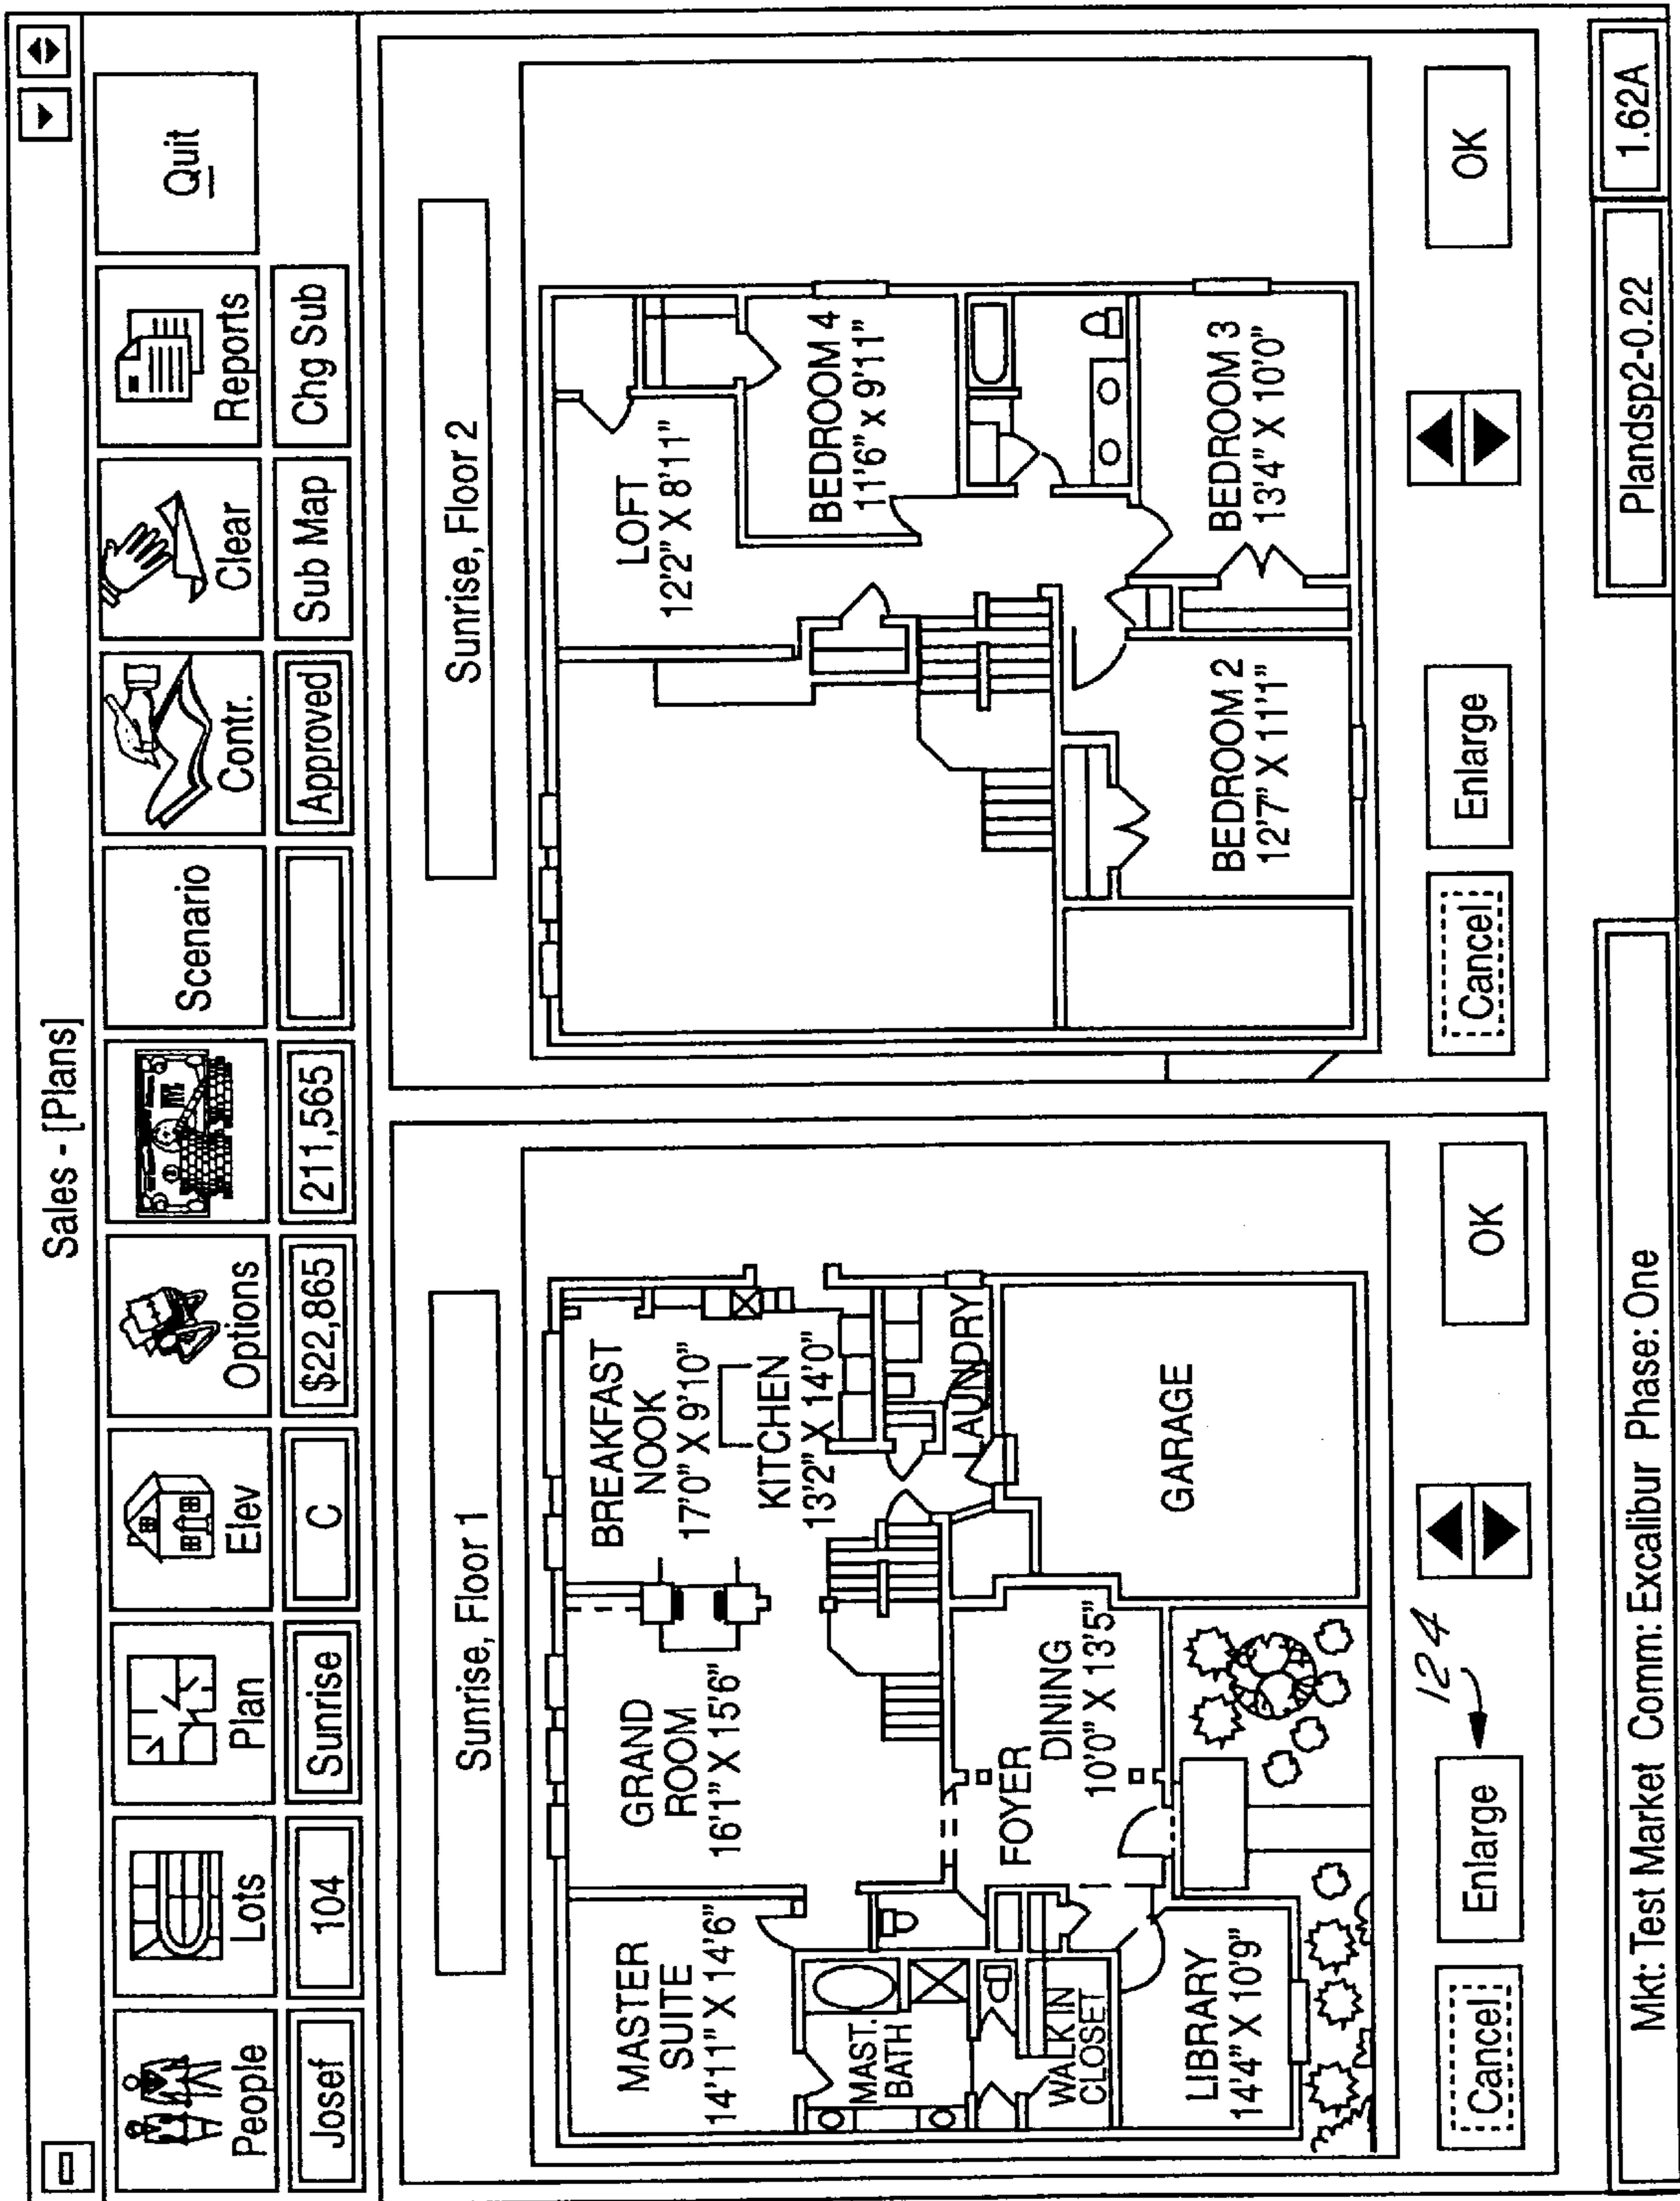 Sales - [Plans]
People
Lots
Plan
Elev
Options
Scenario
Contr.
Clear
Reports
Quit
Josef
104
Sunrise
C
$22,865
211,565
Approved
Sub Map
Chg Sub
Sunrise, Floor 1
MASTER
SUITE
14'11" X 14'6"
GRAND
ROOM
16'1" X 15'6"
BREAKFAST
NOOK
17'0" X 9'10"
KITCHEN
13'2" X 14'0"
MAST.
BATH
WALK IN
CLOSET
LAUNDRY
FOYER
DINING
10'0" X 13'5"
LIBRARY
14'4" X 10'9"
GARAGE
Cancel
Enlarge
124
OK
Sunrise, Floor 2
LOFT
12'2" X 8'11"
BEDROOM 4
11'6" x 9'11"
BEDROOM 2
12'7" X 11'1"
BEDROOM 3
13'4" X 10'0"
Cancel
Enlarge
OK
Mkt: Test Market Comm: Excalibur Phase: One
Plandsp2-0.22
1.62A